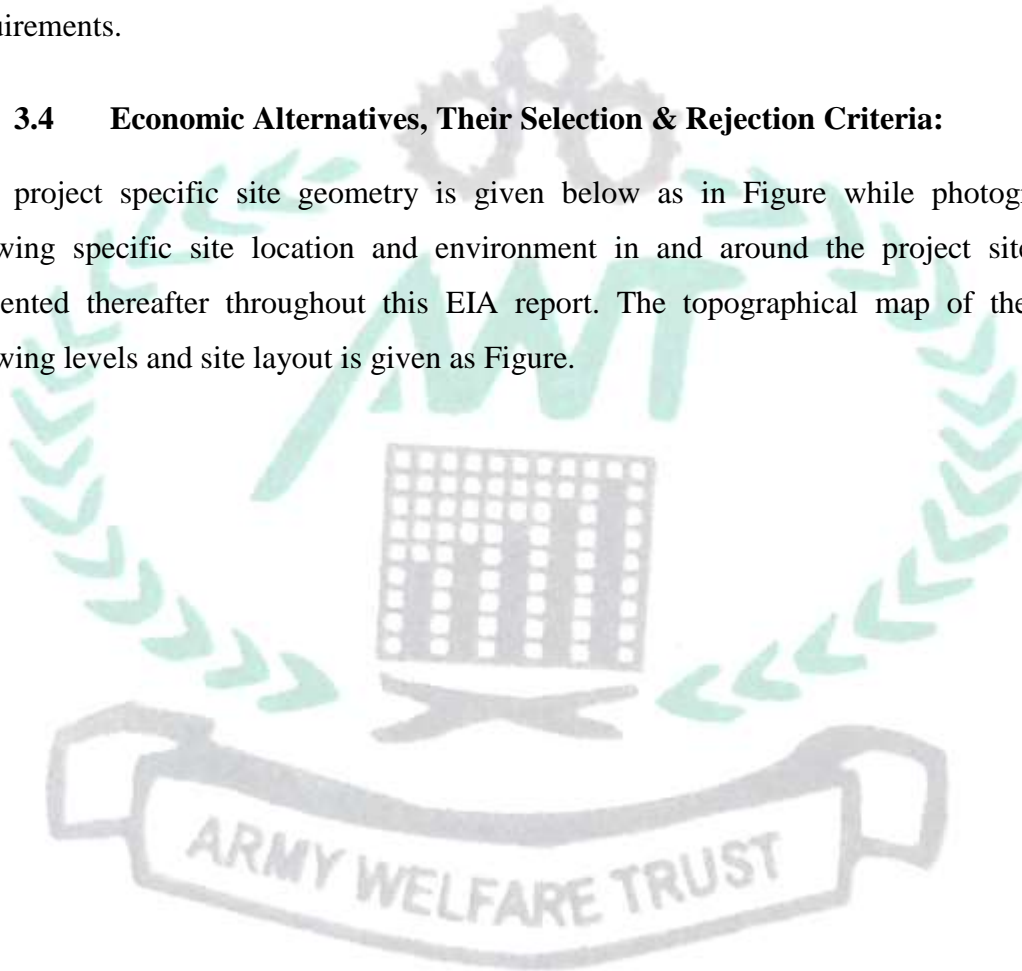 uirements.
3.4 Economic Alternatives, Their Selection & Rejection Criteria:
project specific site geometry is given below as in Figure while photog
wing specific site location and environment in and around the project site
ented thereafter throughout this EIA report. The topographical map of the
wing levels and site layout is given as Figure.
AWT
ARMY WELFARE TRUST